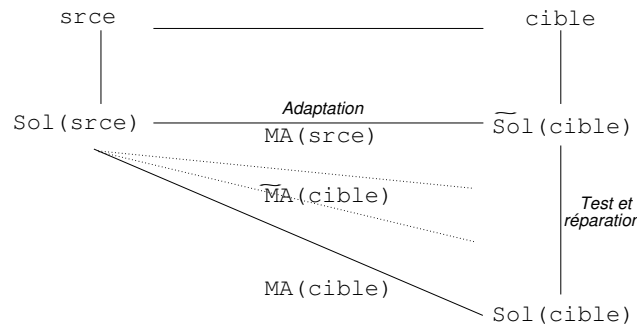 srce
cible
Adaptation
Sol(srce)
S̃ol(cible)
MA(srce)
M̃A(cible)
Test et
réparation
MA(cible)
Sol(cible)